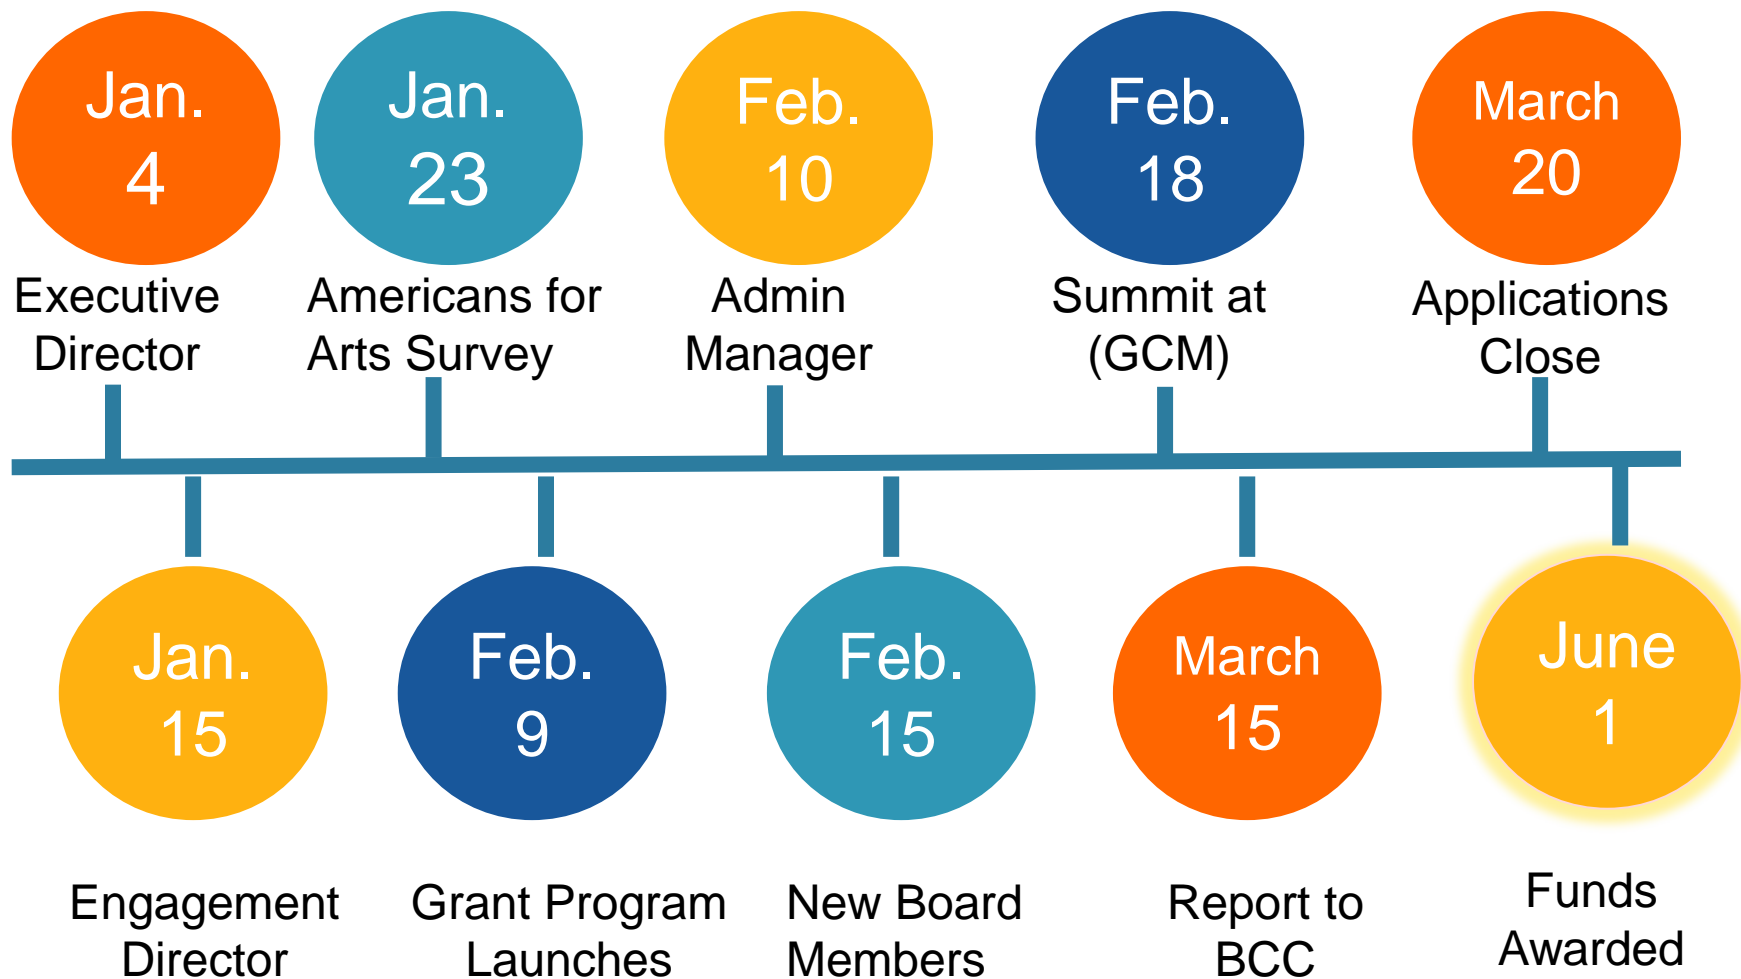 Jan.
4
Executive
Director
Jan.
23
Americans for
Arts Survey
Feb.
10
Admin
Manager
Feb.
18
Summit at
(GCM)
March
20
Applications
Close
Jan.
15
Engagement
Director
Feb.
9
Grant Program
Launches
Feb.
15
New Board
Members
March
15
Report to
BCC
June
1
Funds
Awarded